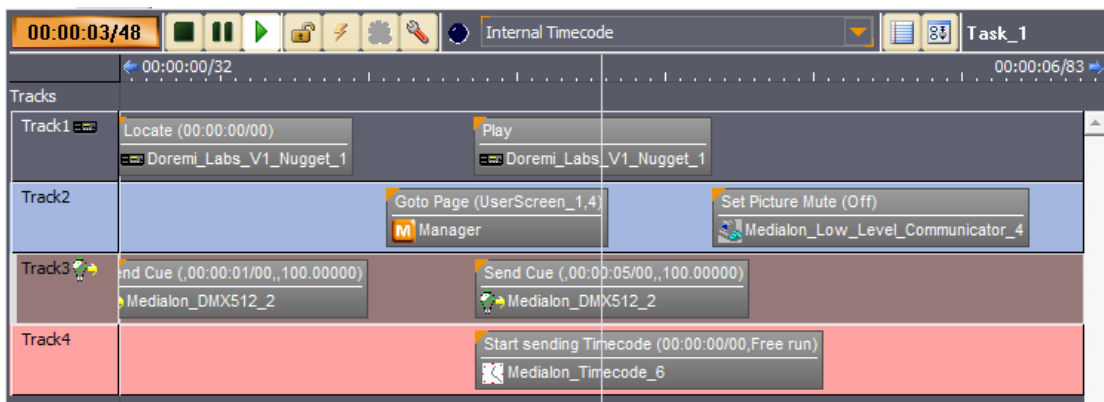 00:00:03/48 Internal Timecode Task_1
00:00:00/32 00:00:06/83
Tracks
Track1 Locate (00:00:00/00) Play
Doremi_Labs_V1_Nugget_1 Doremi_Labs_V1_Nugget_1
Track2 Goto Page (UserScreen_1,4) Set Picture Mute (Off)
M Manager Medialon_Low_Level_Communicator_4
Track3 end Cue (,00:00:01/00,,100.00000) Send Cue (,00:00:05/00,,100.00000)
Medialon_DMX512_2 Medialon_DMX512_2
Track4 Start sending Timecode (00:00:00/00,Free run)
Medialon_Timecode_6